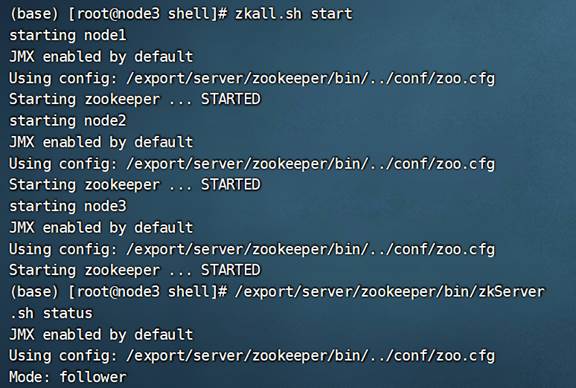 (base) [root@node3 shell]# zkall.sh start
starting node1
JMX enabled by default
Using config: /export/server/zookeeper/bin/../conf/zoo.cfg
Starting zookeeper ... STARTED
starting node2
JMX enabled by default
Using config: /export/server/zookeeper/bin/../conf/zoo.cfg
Starting zookeeper ... STARTED
starting node3
JMX enabled by default
Using config: /export/server/zookeeper/bin/../conf/zoo.cfg
Starting zookeeper ... STARTED
(base) [root@node3 shell]# /export/server/zookeeper/bin/zkServer
.sh status
JMX enabled by default
Using config: /export/server/zookeeper/bin/../conf/zoo.cfg
Mode: follower